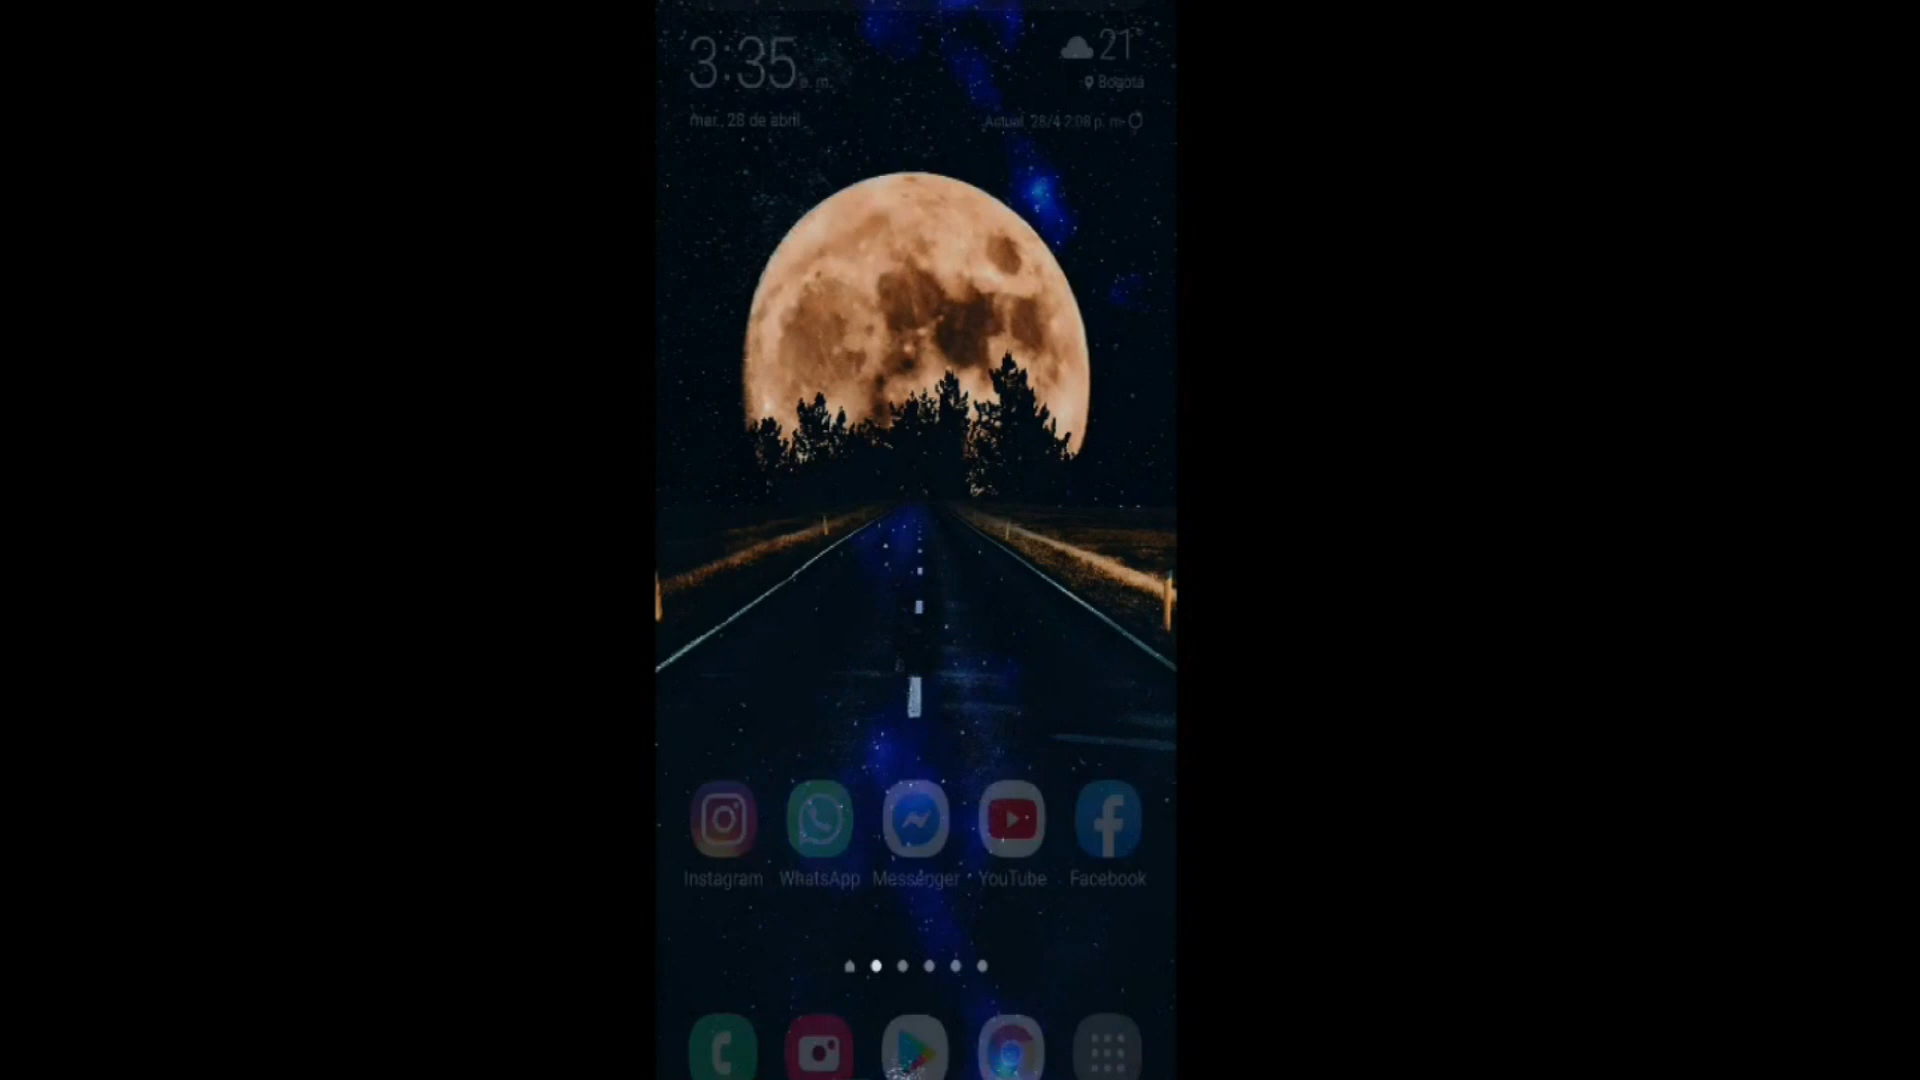 3:35 p. m.
21°
Bogotá
mar., 28 de abril
Actual. 28/4 2:08 p. m.
Instagram
WhatsApp
Messenger
YouTube
Facebook